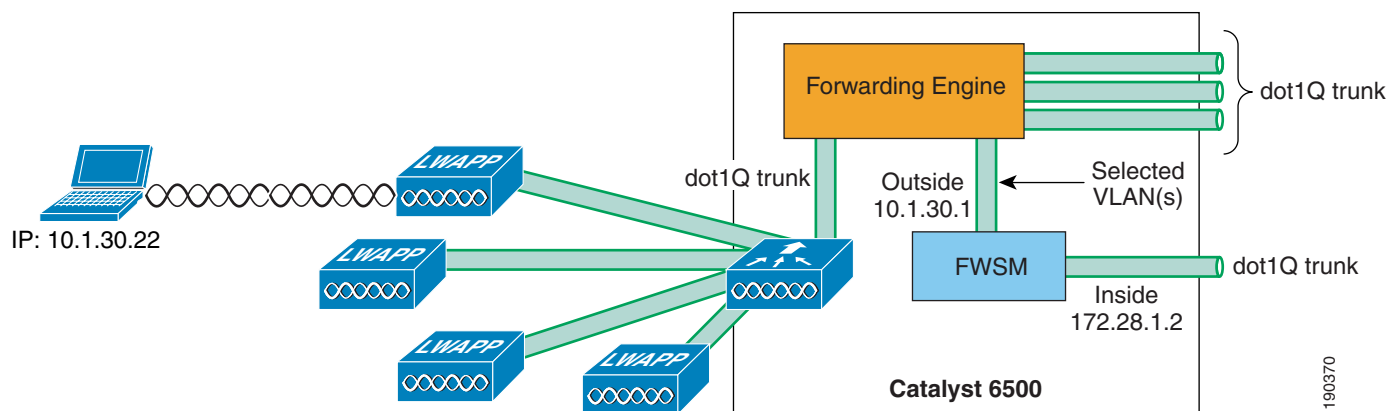 Forwarding Engine
dot1Q trunk
LWAPP
dot1Q trunk
Outside
10.1.30.1
Selected
VLAN(s)
IP: 10.1.30.22
LWAPP
FWSM
dot1Q trunk
Inside
172.28.1.2
LWAPP
LWAPP
Catalyst 6500
190370